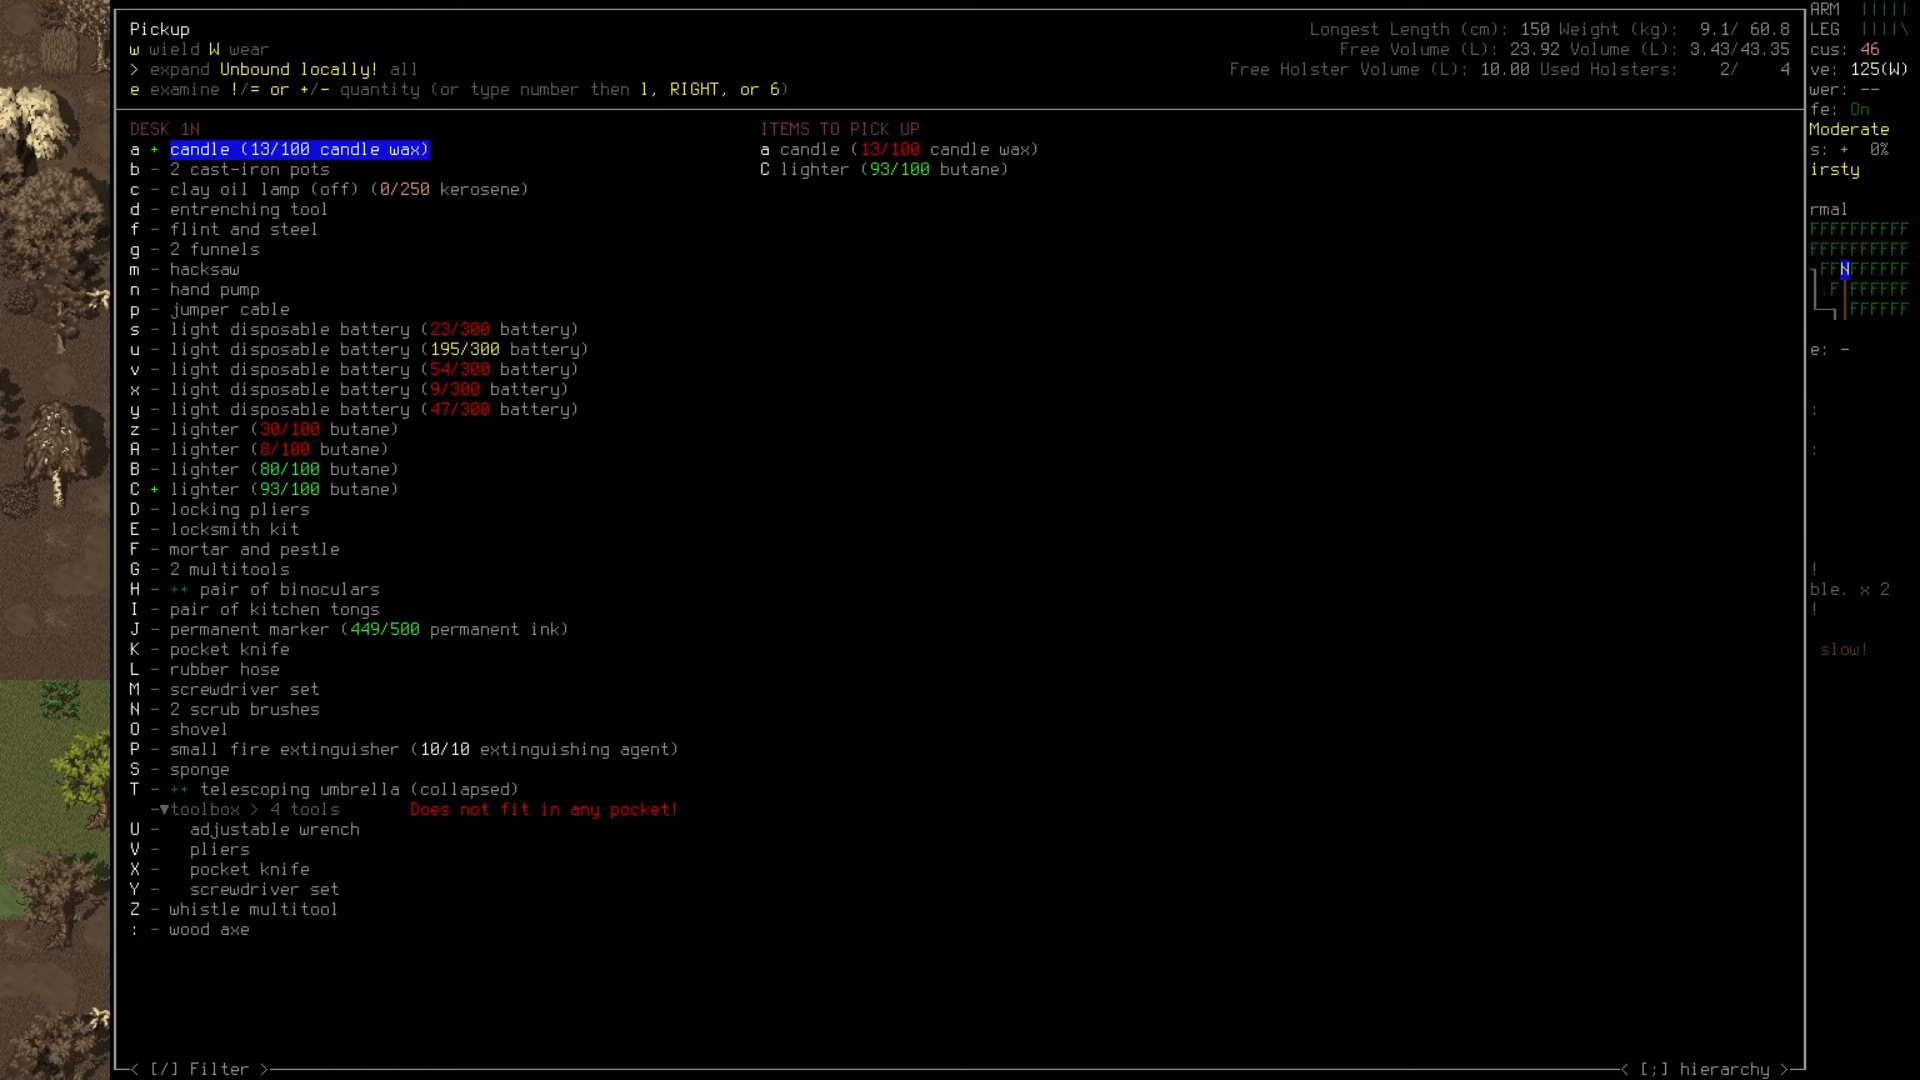 Pickup
w wield W wear
> expand Unbound locally! all
e examine !/= or +/- quantity (or type number then l, RIGHT, or 6)
Longest Length (cm): 150 Weight (kg): 9.1/ 60.8
Free Volume (L): 23.92 Volume (L): 3.43/43.35
Free Holster Volume (L): 10.00 Used Holsters: 2/ 4
DESK 1N
a + candle (13/100 candle wax)
b - 2 cast-iron pots
c - clay oil lamp (off) (0/250 kerosene)
d - entrenching tool
f - flint and steel
g - 2 funnels
m - hacksaw
n - hand pump
p - jumper cable
s - light disposable battery (23/300 battery)
u - light disposable battery (195/300 battery)
v - light disposable battery (54/300 battery)
x - light disposable battery (9/300 battery)
y - light disposable battery (47/300 battery)
z - lighter (30/100 butane)
A - lighter (8/100 butane)
B - lighter (80/100 butane)
C + lighter (93/100 butane)
D - locking pliers
E - locksmith kit
F - mortar and pestle
G - 2 multitools
H - ++ pair of binoculars
I - pair of kitchen tongs
J - permanent marker (449/500 permanent ink)
K - pocket knife
L - rubber hose
M - screwdriver set
N - 2 scrub brushes
O - shovel
P - small fire extinguisher (10/10 extinguishing agent)
S - sponge
T - ++ telescoping umbrella (collapsed)
-▼toolbox > 4 tools Does not fit in any pocket!
U - adjustable wrench
V - pliers
X - pocket knife
Y - screwdriver set
Z - whistle multitool
: - wood axe
ITEMS TO PICK UP
a candle (13/100 candle wax)
C lighter (93/100 butane)
< [/] Filter >
< [;] hierarchy >
ARM |||||
LEG ||||\
cus: 46
ve: 125(W)
wer: --
fe: On
Moderate
s: + 0%
irsty
rmal
FFFFFFFFFF
FFFFFFFFFF
FFNFFFFFF
.F FFFFFF
FFFFFF
e: -
:
:
!
ble. x 2
!
slow!